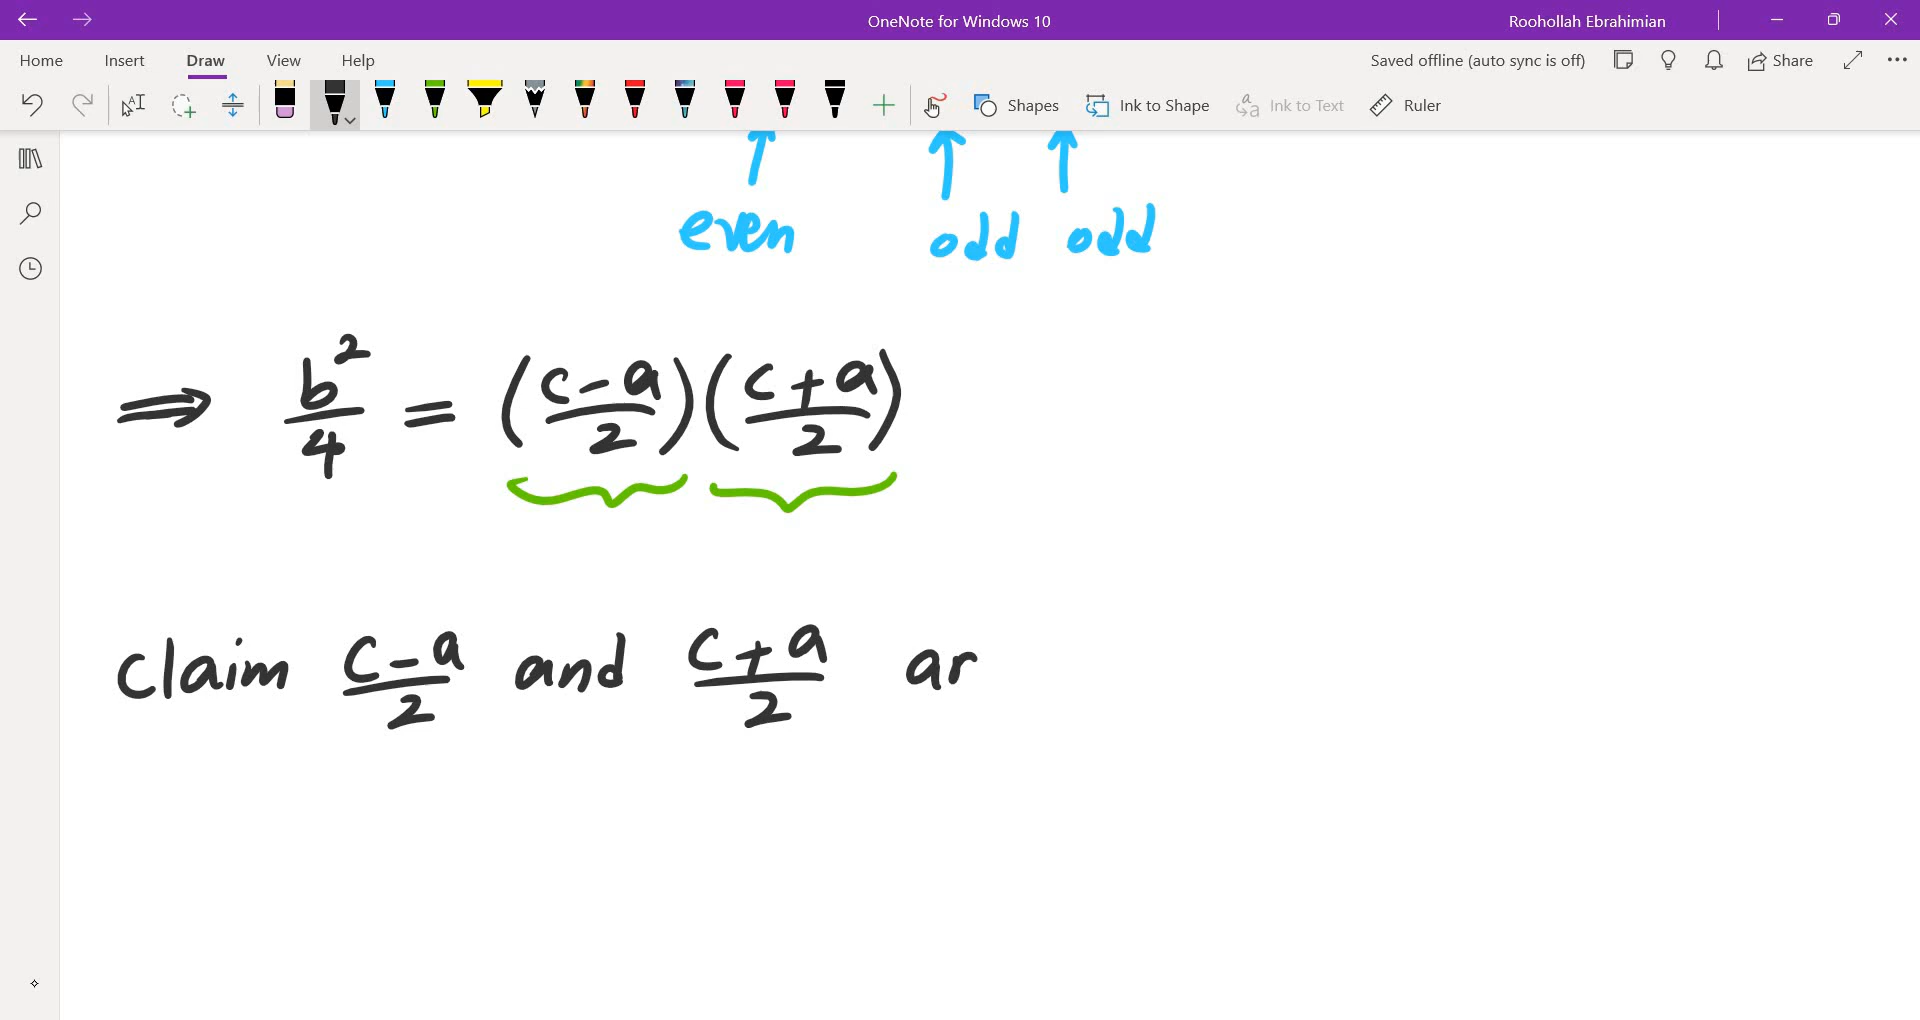 OneNote for Windows 10 Roohollah Ebrahimian
Home Insert Draw View Help Saved offline (auto sync is off) Share
Shapes Ink to Shape Ink to Text Ruler
even odd odd
⟹ b²/4 = ((c-a)/2)((c+a)/2)
claim (c-a)/2 and (c+a)/2 ar